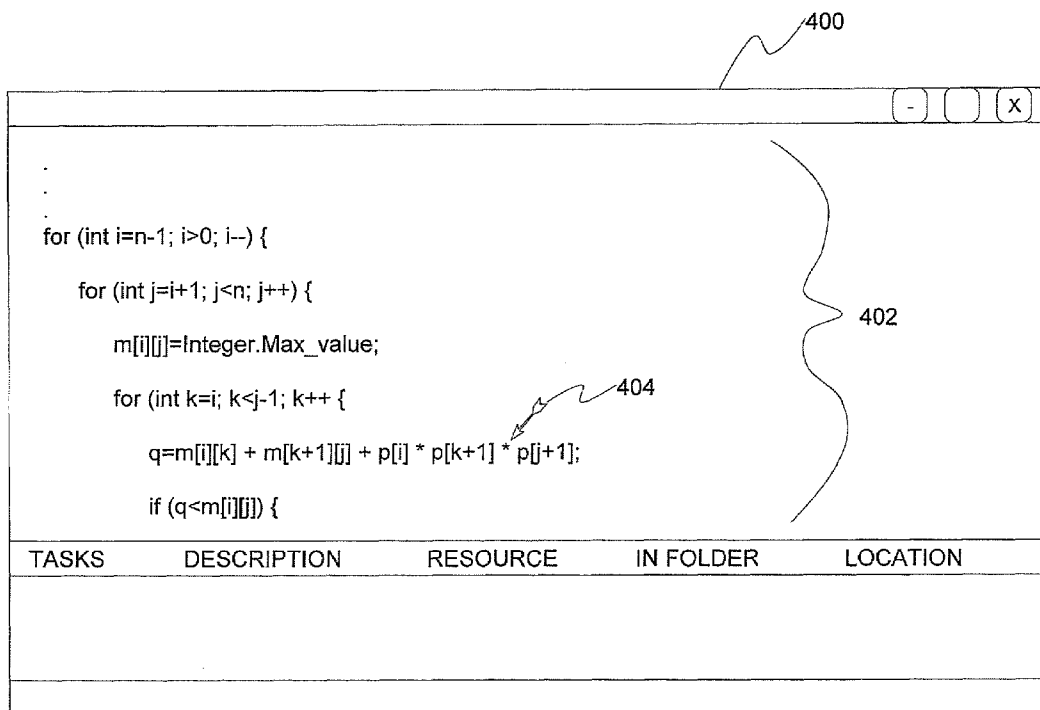 400
- X
.
.
.
for (int i=n-1; i>0; i--) {
for (int j=i+1; j<n; j++) {
402
m[i][j]=Integer.Max_value;
for (int k=i; k<j-1; k++ {
404
q=m[i][k] + m[k+1][j] + p[i] * p[k+1] * p[j+1];
if (q<m[i][j]) {
TASKS DESCRIPTION RESOURCE IN FOLDER LOCATION